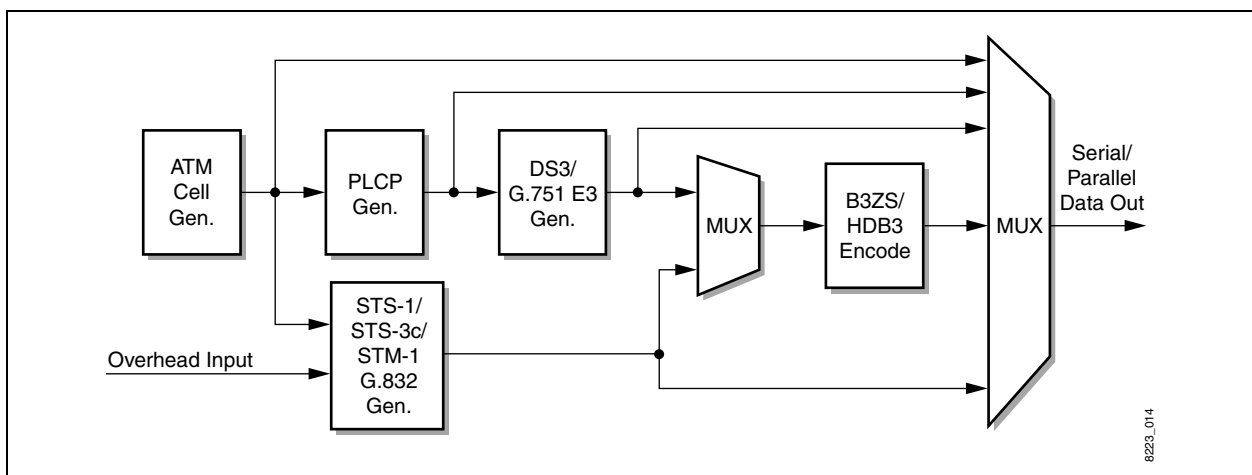 ATM
Cell
Gen.
PLCP
Gen.
DS3/
G.751 E3
Gen.
MUX
B3ZS/
HDB3
Encode
MUX
Serial/
Parallel
Data Out
STS-1/
STS-3c/
STM-1
G.832
Gen.
Overhead Input
8223_014